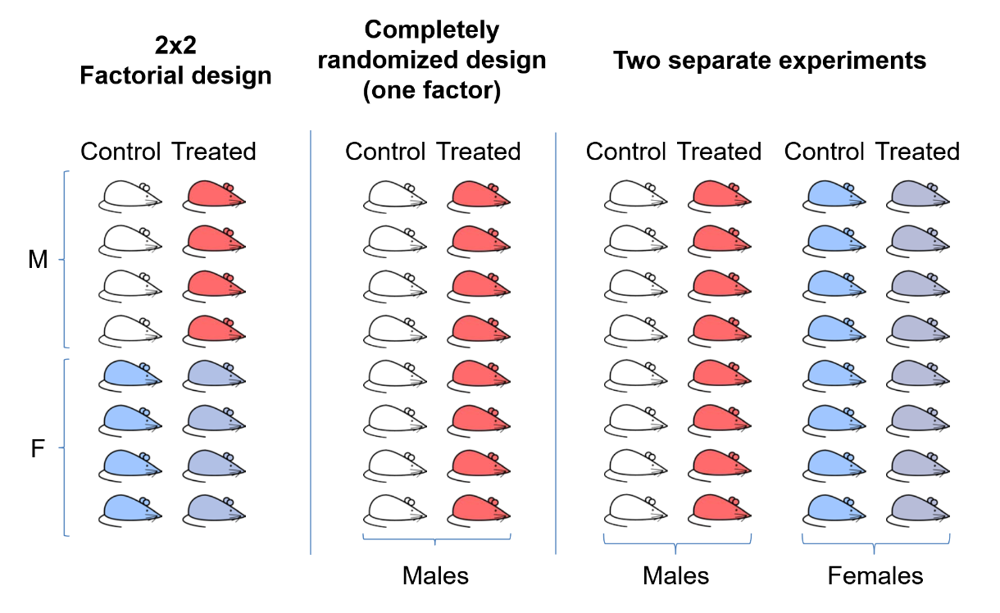 2x2
Factorial design
Completely
randomized design
(one factor)
Two separate experiments
Control Treated
Control Treated
Control Treated Control Treated
M
F
Males
Males
Females